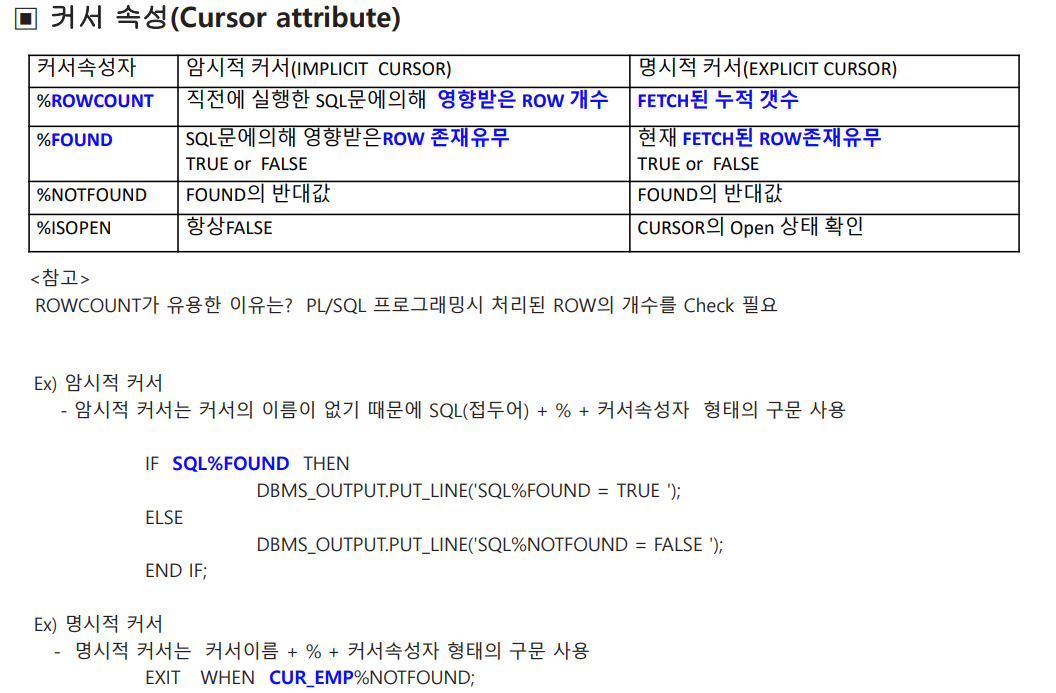 ▣ 커서 속성(Cursor attribute)
커서속성자 암시적 커서(IMPLICIT CURSOR) 명시적 커서(EXPLICIT CURSOR)
%ROWCOUNT 직전에 실행한 SQL문에의해 영향받은 ROW 개수 FETCH된 누적 갯수
%FOUND SQL문에의해 영향받은ROW 존재유무 현재 FETCH된 ROW존재유무
TRUE or FALSE TRUE or FALSE
%NOTFOUND FOUND의 반대값 FOUND의 반대값
%ISOPEN 항상FALSE CURSOR의 Open 상태 확인
<참고>
ROWCOUNT가 유용한 이유는? PL/SQL 프로그래밍시 처리된 ROW의 개수를 Check 필요
Ex) 암시적 커서
- 암시적 커서는 커서의 이름이 없기 때문에 SQL(접두어) + % + 커서속성자 형태의 구문 사용
IF SQL%FOUND THEN
DBMS_OUTPUT.PUT_LINE('SQL%FOUND = TRUE ');
ELSE
DBMS_OUTPUT.PUT_LINE('SQL%NOTFOUND = FALSE ');
END IF;
Ex) 명시적 커서
- 명시적 커서는 커서이름 + % + 커서속성자 형태의 구문 사용
EXIT WHEN CUR_EMP%NOTFOUND;